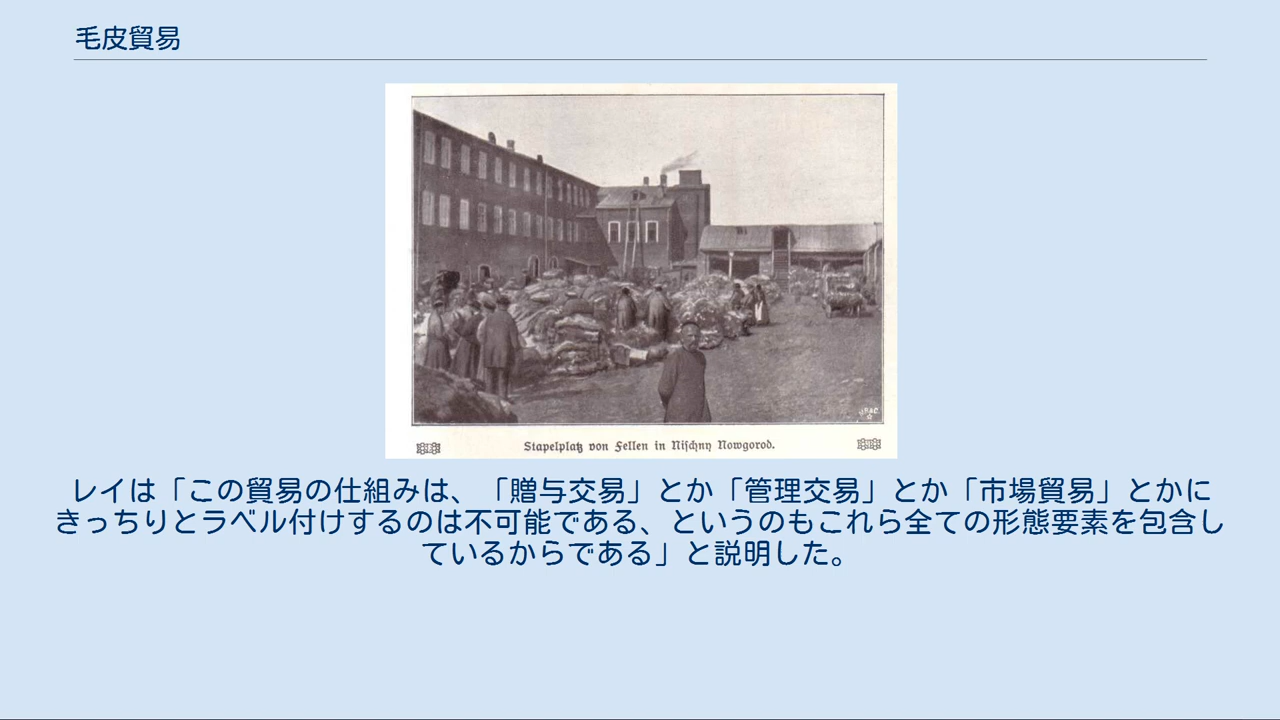 毛皮貿易
Stapelplatz von Fellen in Nischny Nowgorod.
レイは「この貿易の仕組みは、「贈与交易」とか「管理交易」とか「市場貿易」とかに
きっちりとラベル付けするのは不可能である、というのもこれら全ての形態要素を包含し
ているからである」と説明した。